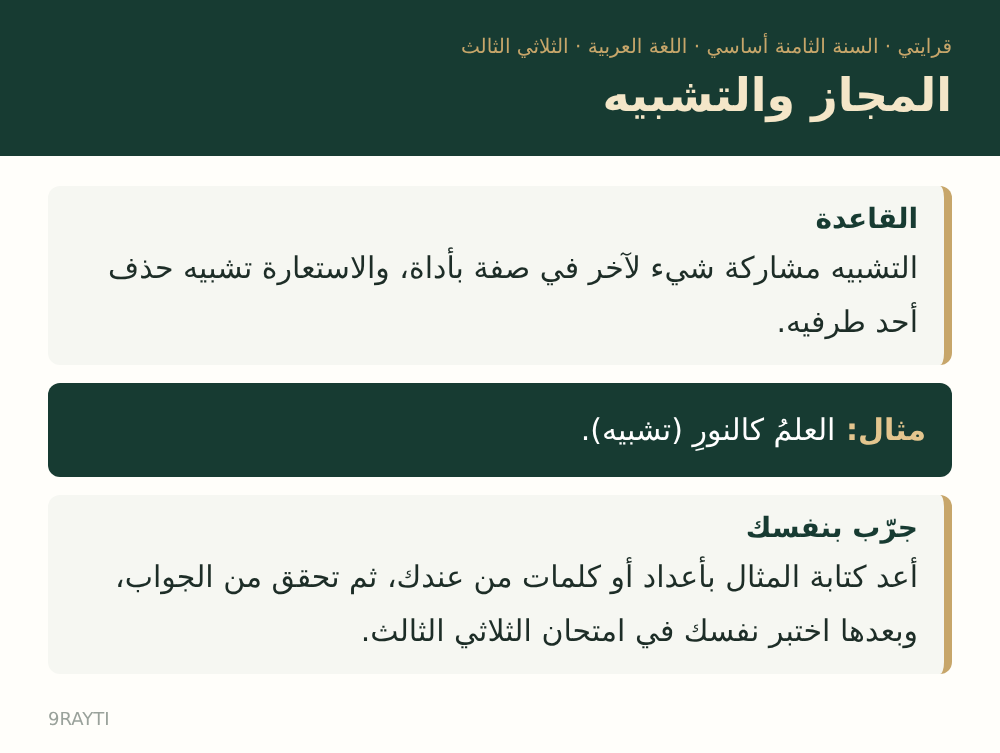 قرايتي · السنة الثامنة أساسي · اللغة العربية · الثلاثي الثالث
المجاز والتشبيه
القاعدة
التشبيه مشاركة شيء لآخر في صفة بأداة، والاستعارة تشبيه حذف
أحد طرفيه.
مثال: العلمُ كالنورِ (تشبيه).
جرّب بنفسك
أعد كتابة المثال بأعداد أو كلمات من عندك، ثم تحقق من الجواب،
وبعدها اختبر نفسك في امتحان الثلاثي الثالث.
9RAYTI